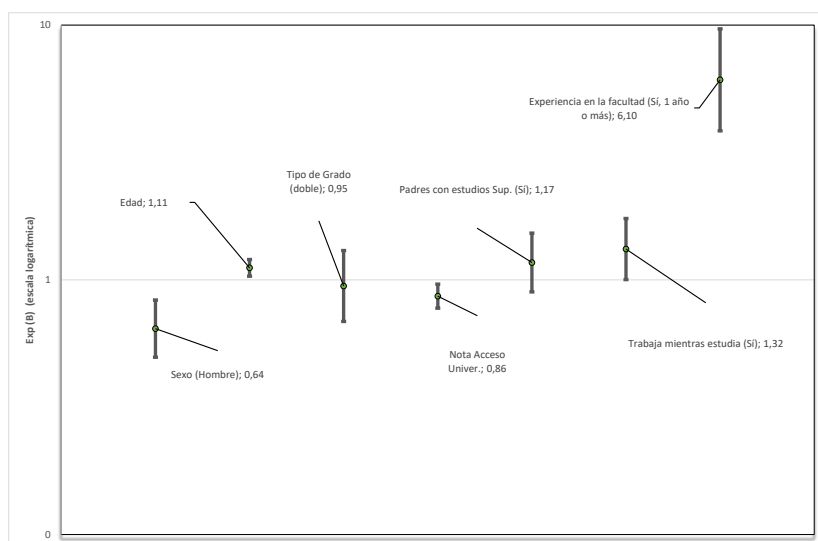 10
Experiencia en la facultad (Sí, 1 año
o más); 6,10
Tipo de Grado
(doble); 0,95
Padres con estudios Sup. (Sí); 1,17
Edad; 1,11
Exp (B) (escala logarítmica)
1
Trabaja mientras estudia (Sí); 1,32
Nota Acceso
Univer.; 0,86
Sexo (Hombre); 0,64
0